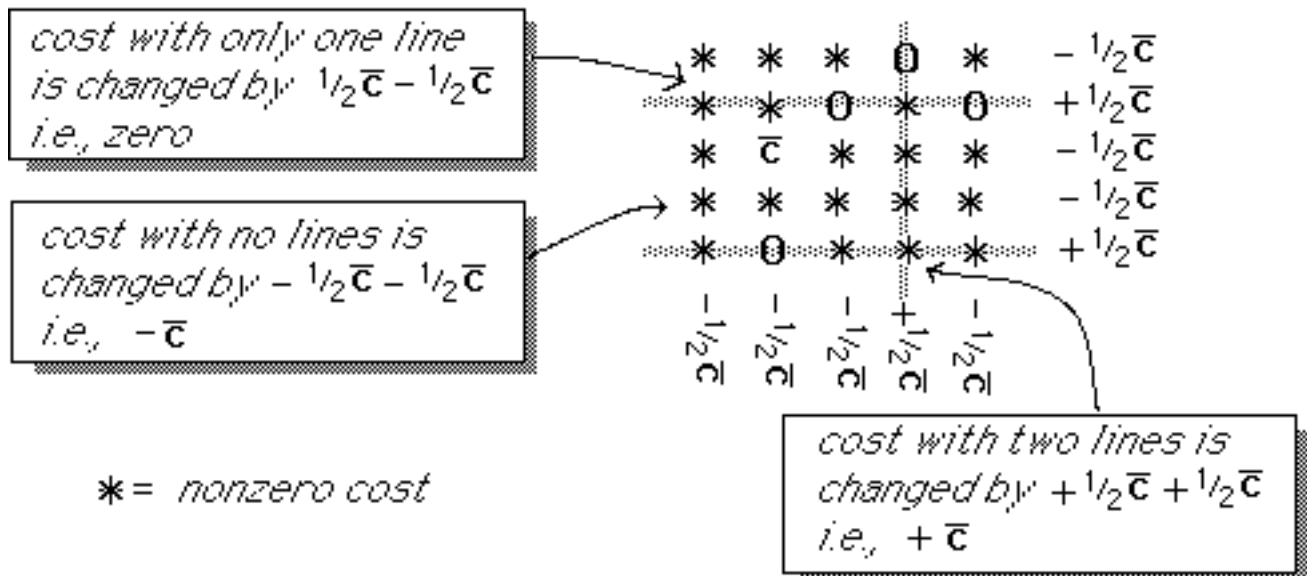 cost with only one line
is changed by ¹/₂c̅ − ¹/₂c̅
i.e., zero
* * * 0 * − ¹/₂c̅
* * 0 * 0 + ¹/₂c̅
* c̅ * * * − ¹/₂c̅
* * * * * − ¹/₂c̅
* 0 * * * + ¹/₂c̅
cost with no lines is
changed by − ¹/₂c̅ − ¹/₂c̅
i.e., − c̅
− ¹/₂c̅ − ¹/₂c̅ − ¹/₂c̅ + ¹/₂c̅ − ¹/₂c̅
cost with two lines is
changed by + ¹/₂c̅ + ¹/₂c̅
i.e., + c̅
* = nonzero cost